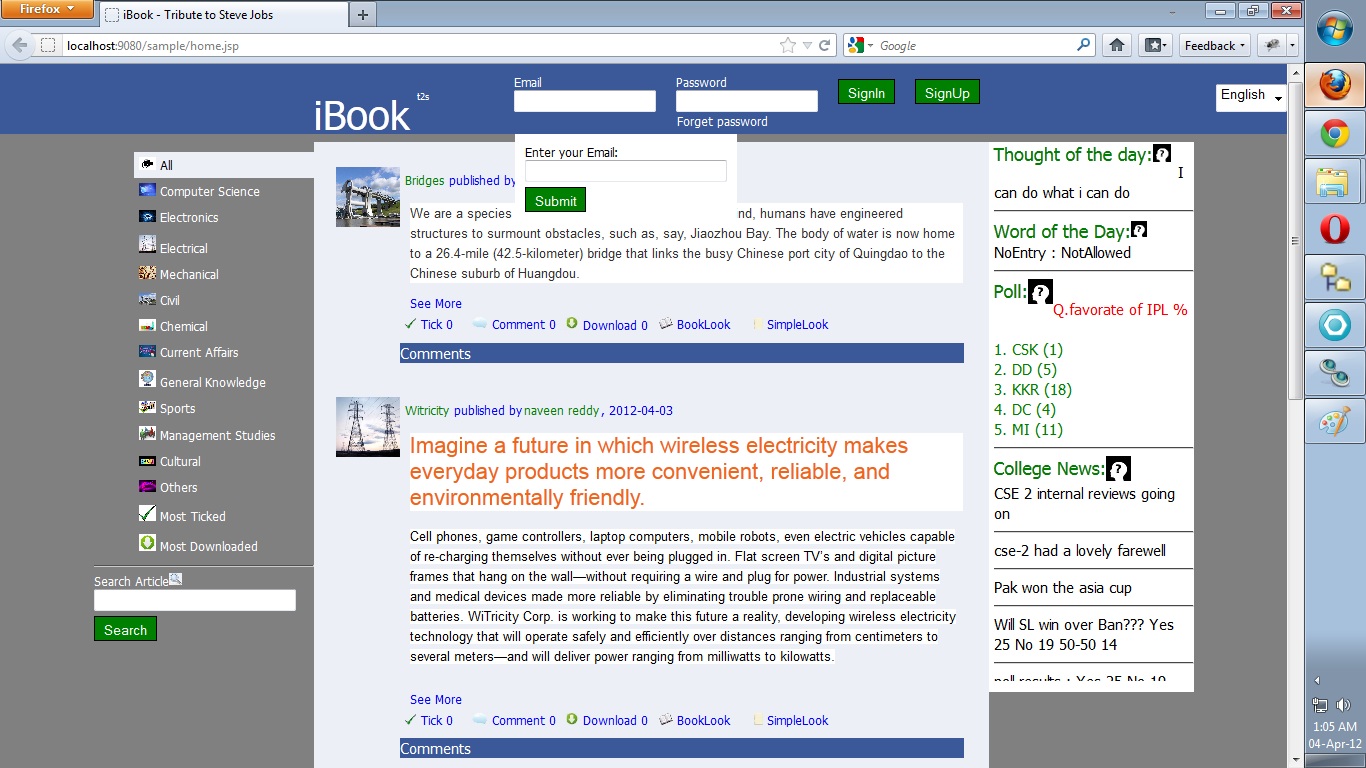 Firefox
iBook - Tribute to Steve Jobs
localhost:9080/sample/home.jsp
Google
Feedback
iBook t2s
Email
Password
SignIn
SignUp
Forget password
English
Enter your Email:
Submit
All
Computer Science
Electronics
Electrical
Mechanical
Civil
Chemical
Current Affairs
General Knowledge
Sports
Management Studies
Cultural
Others
Most Ticked
Most Downloaded
Search Article
Search
Bridges published by
We are a species nd, humans have engineered
structures to surmount obstacles, such as, say, Jiaozhou Bay. The body of water is now home
to a 26.4-mile (42.5-kilometer) bridge that links the busy Chinese port city of Quingdao to the
Chinese suburb of Huangdou.
See More
Tick 0 Comment 0 Download 0 BookLook SimpleLook
Comments
Witricity published by naveen reddy , 2012-04-03
Imagine a future in which wireless electricity makes
everyday products more convenient, reliable, and
environmentally friendly.
Cell phones, game controllers, laptop computers, mobile robots, even electric vehicles capable
of re-charging themselves without ever being plugged in. Flat screen TV's and digital picture
frames that hang on the wall—without requiring a wire and plug for power. Industrial systems
and medical devices made more reliable by eliminating trouble prone wiring and replaceable
batteries. WiTricity Corp. is working to make this future a reality, developing wireless electricity
technology that will operate safely and efficiently over distances ranging from centimeters to
several meters—and will deliver power ranging from milliwatts to kilowatts.
See More
Tick 0 Comment 0 Download 0 BookLook SimpleLook
Comments
Thought of the day:
I
can do what i can do
Word of the Day:
NoEntry : NotAllowed
Poll:
Q.favorate of IPL %
1. CSK (1)
2. DD (5)
3. KKR (18)
4. DC (4)
5. MI (11)
College News:
CSE 2 internal reviews going
on
cse-2 had a lovely farewell
Pak won the asia cup
Will SL win over Ban??? Yes
25 No 19 50-50 14
poll results : Yes 25 No 19
1:05 AM
04-Apr-12